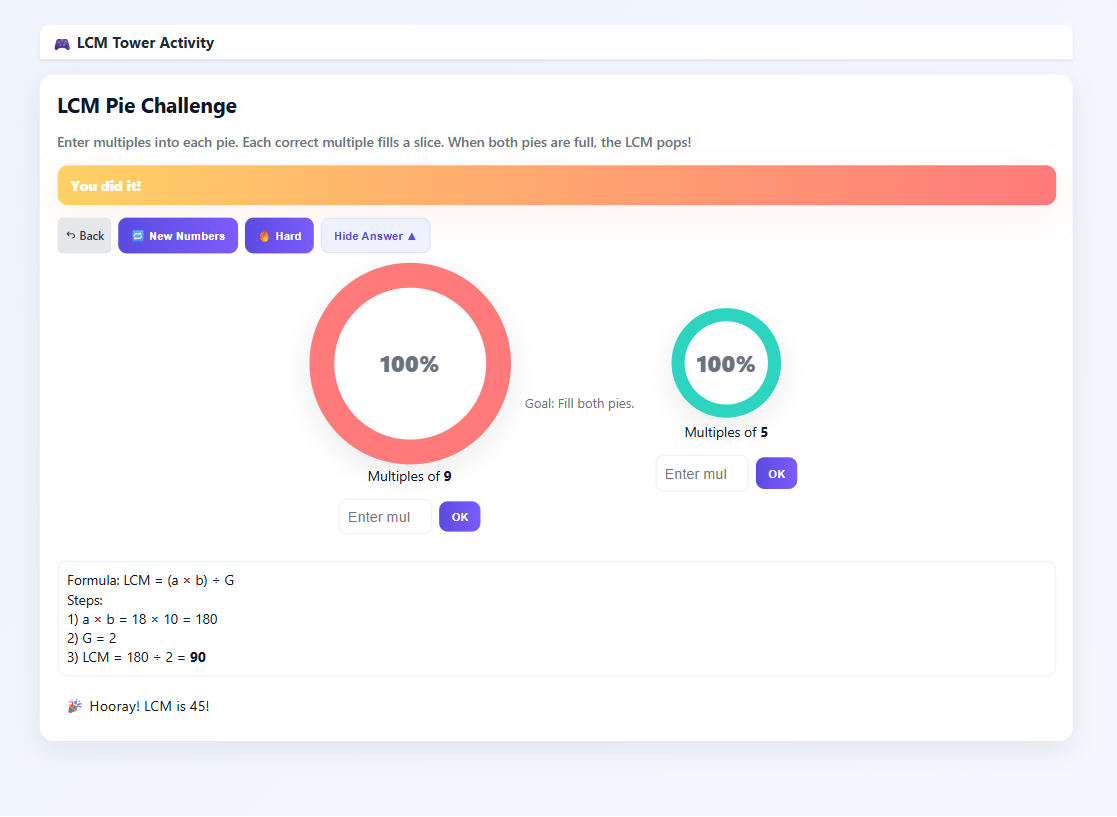 🎮 LCM Tower Activity
LCM Pie Challenge
Enter multiples into each pie. Each correct multiple fills a slice. When both pies are full, the LCM pops!
You did it!
Back
New Numbers
Hard
Hide Answer ▲
100%
Multiples of 9
Enter mul
OK
Goal: Fill both pies.
100%
Multiples of 5
Enter mul
OK
Formula: LCM = (a × b) ÷ G
Steps:
1) a × b = 18 × 10 = 180
2) G = 2
3) LCM = 180 ÷ 2 = 90
🎉 Hooray! LCM is 45!